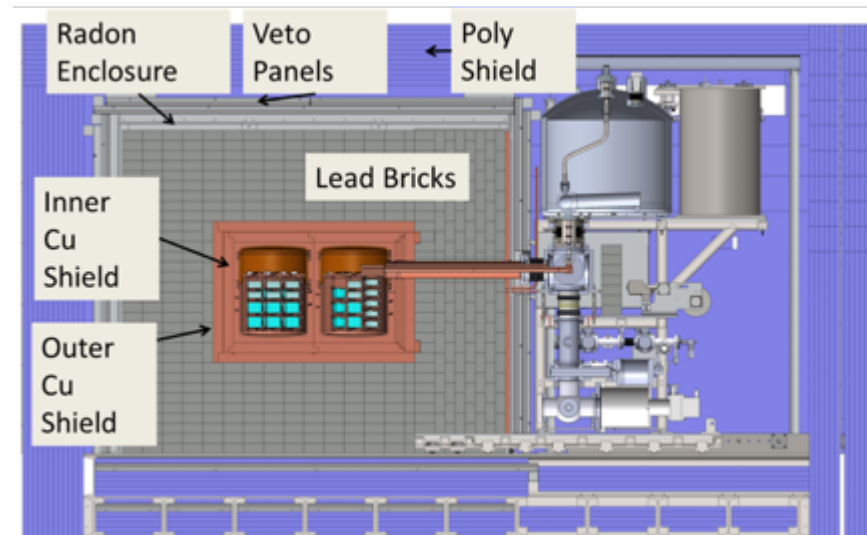 Radon
Enclosure
Veto
Panels
Poly
Shield
Lead Bricks
Inner
Cu
Shield
Outer
Cu
Shield